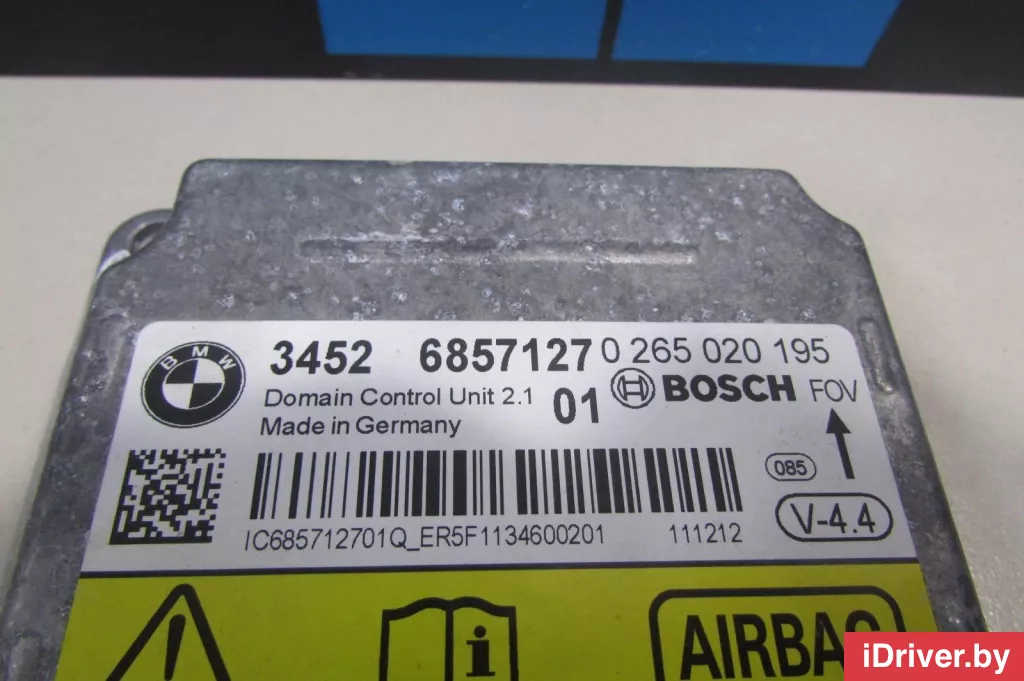 BMW
3452 6857127 0 265 020 195
Domain Control Unit 2.1 01 BOSCH FOV
Made in Germany
085
V-4.4
IC685712701Q_ER5F1134600201 111212
i
AIRBAG
iDriver.by